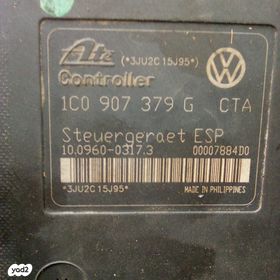 Ate
(*3JU2C15J95*)
Controller
1C0 907 379 G CTA
Steuergeraet ESP
10.0960-0317.3 00007884D0
*3JU2C15J95*
MADE IN PHILIPPINES
yad2